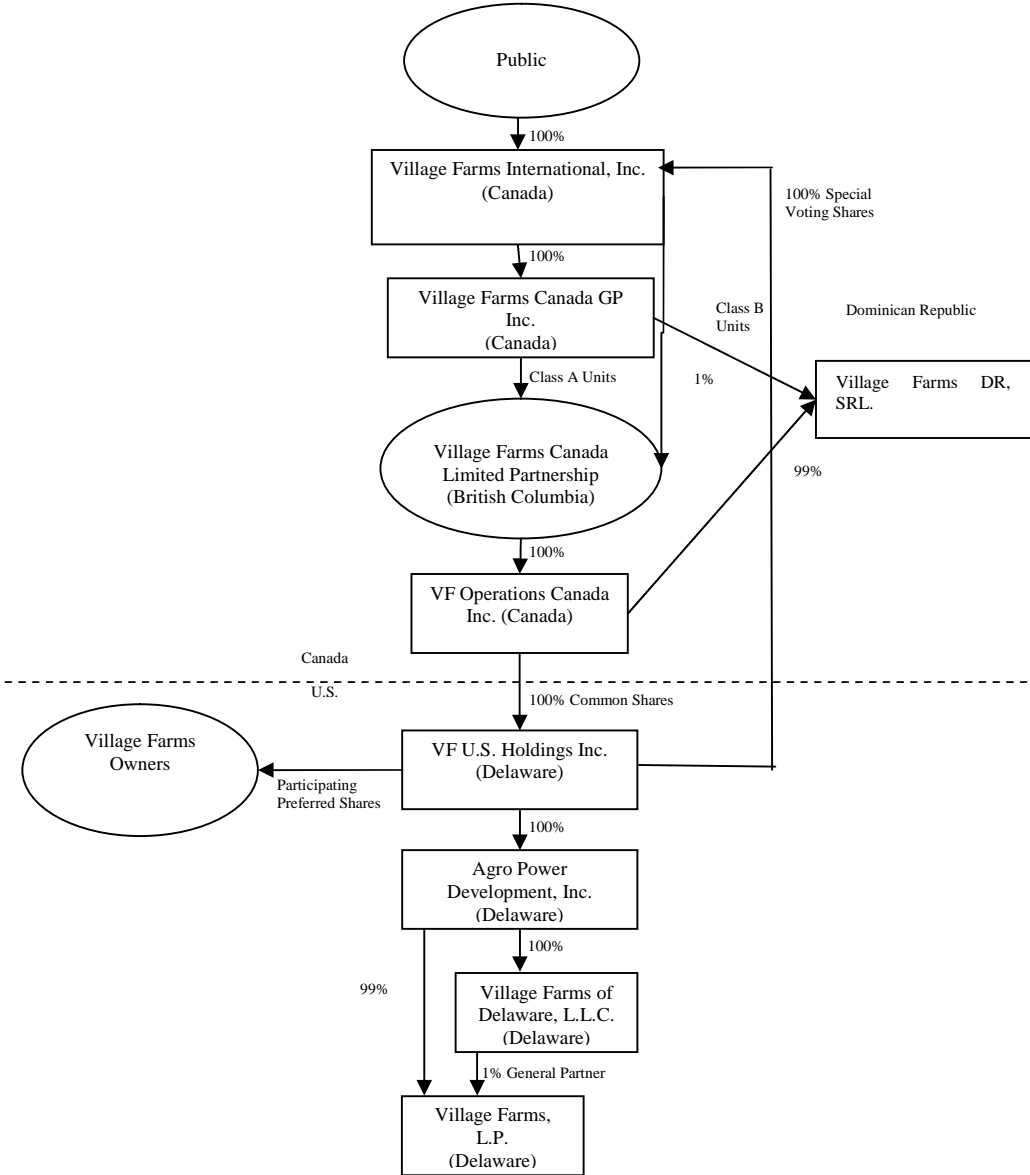 Public
100%
Village Farms International, Inc.
(Canada)
100% Special
Voting Shares
100%
Village Farms Canada GP
Inc.
(Canada)
Class B
Units
Dominican Republic
Class A Units
1%
Village Farms DR,
SRL.
Village Farms Canada
Limited Partnership
(British Columbia)
99%
100%
VF Operations Canada
Inc. (Canada)
Canada
U.S.
100% Common Shares
Village Farms
Owners
VF U.S. Holdings Inc.
(Delaware)
Participating
Preferred Shares
100%
Agro Power
Development, Inc.
(Delaware)
100%
99%
Village Farms of
Delaware, L.L.C.
(Delaware)
1% General Partner
Village Farms,
L.P.
(Delaware)